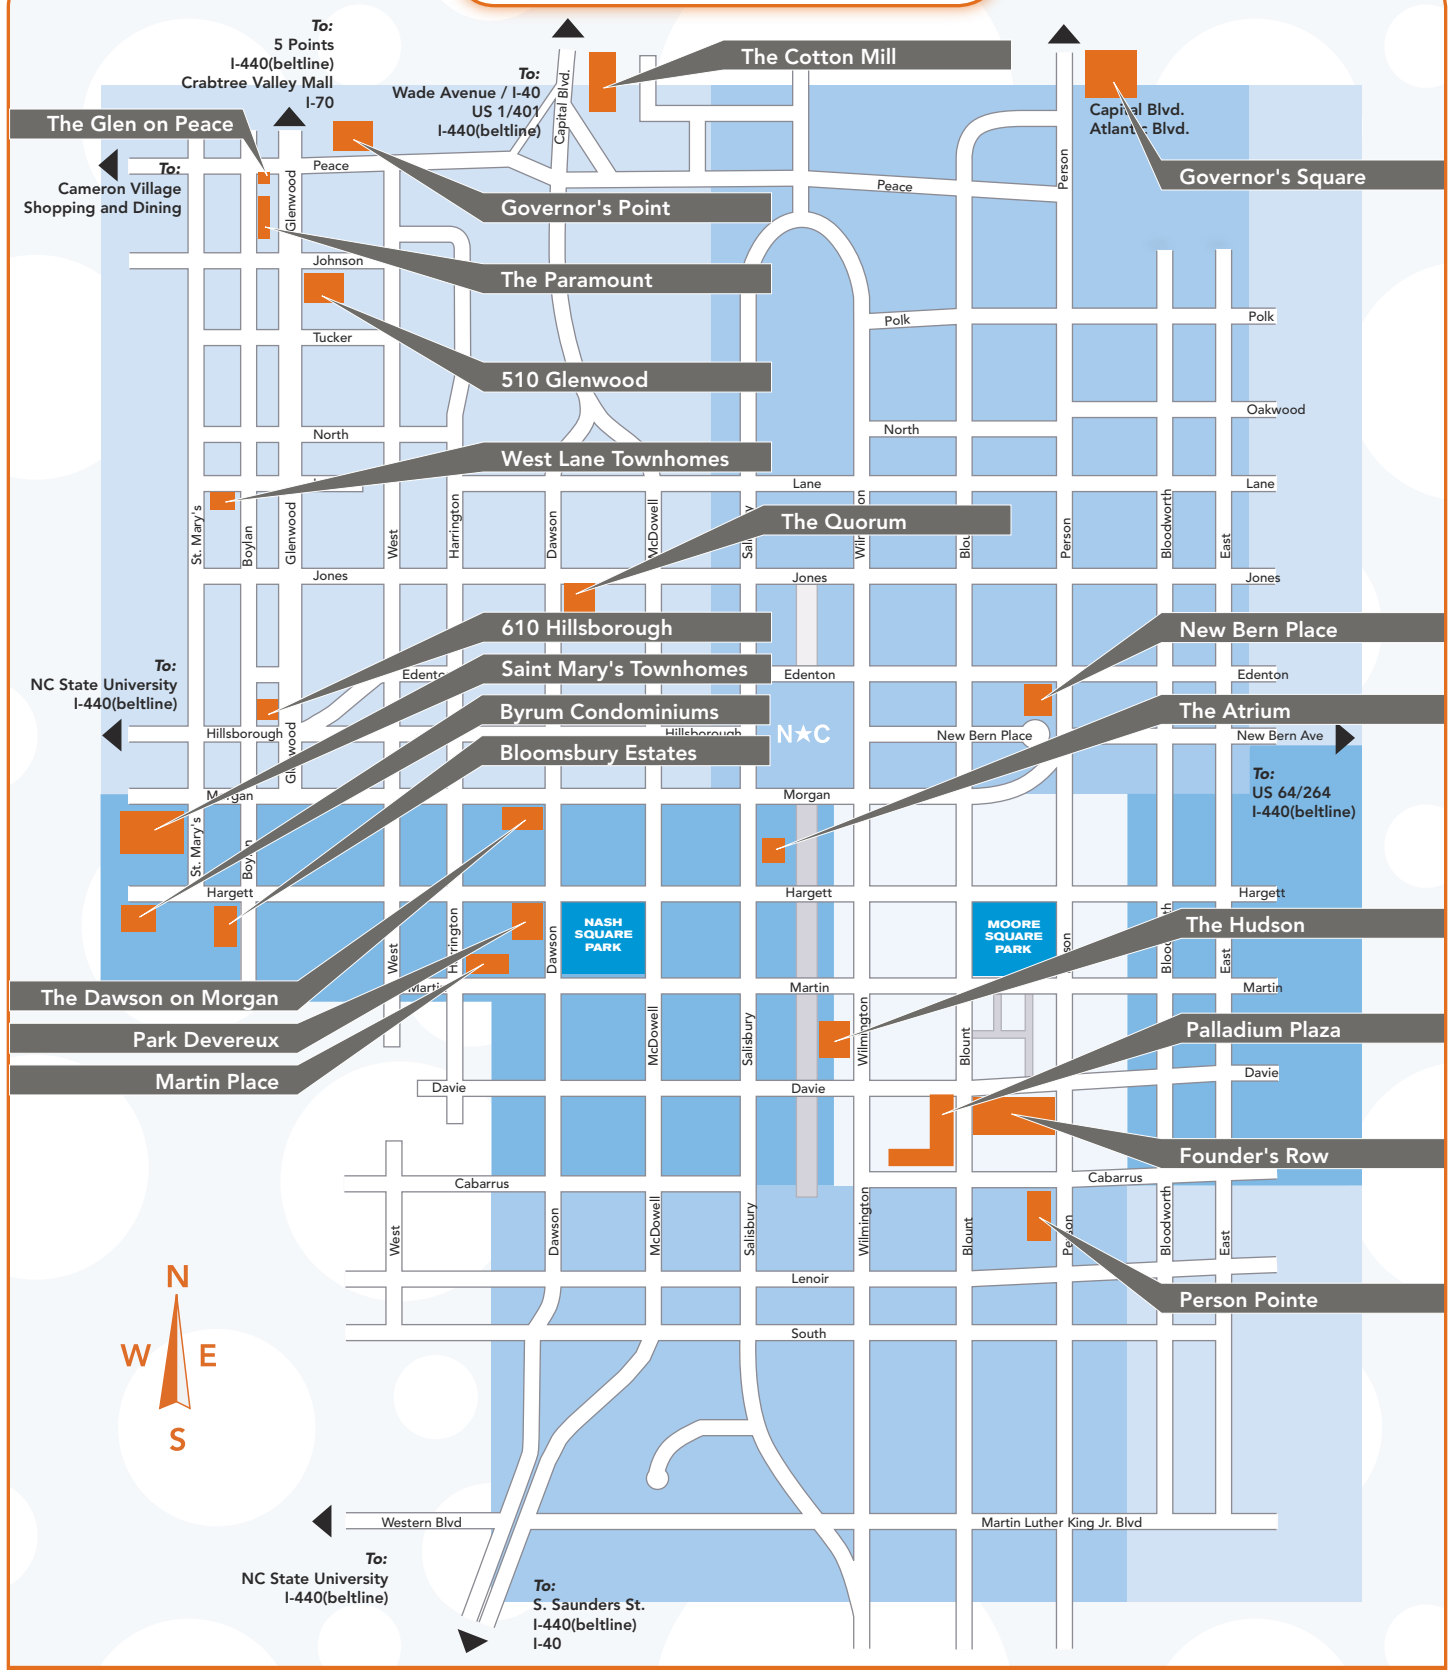 To:
5 Points
I-440(beltline)
Crabtree Valley Mall
I-70
To:
Wade Avenue / I-40
US 1/401
I-440(beltline)
Capital Blvd.
The Cotton Mill
Capital Blvd.
Atlantic Blvd.
The Glen on Peace
Governor's Square
To:
Cameron Village
Shopping and Dining
Peace
Peace
Person
Glenwood
Governor's Point
Johnson
The Paramount
Polk
Polk
Tucker
510 Glenwood
Oakwood
North
North
West Lane Townhomes
Lane
Lane
St. Mary's
Boylan
Glenwood
West
Harrington
Dawson
McDowell
Person
Bloodworth
East
The Quorum
Jones
Jones
Jones
610 Hillsborough
New Bern Place
To:
NC State University
I-440(beltline)
Saint Mary's Townhomes
Edenton
Edenton
Byrum Condominiums
The Atrium
Hillsborough
Hillsborough
N★C
New Bern Place
New Bern Ave
Glenwood
Bloomsbury Estates
To:
US 64/264
I-440(beltline)
Morgan
Morgan
St. Mary's
Boylan
Hargett
Hargett
Hargett
NASH
SQUARE
PARK
MOORE
SQUARE
PARK
The Hudson
West
Harrington
Dawson
East
Martin
Martin
Martin
The Dawson on Morgan
Park Devereux
Martin Place
McDowell
Salisbury
Wilmington
Blount
Palladium Plaza
Davie
Davie
Davie
Founder's Row
Cabarrus
Cabarrus
West
Dawson
McDowell
Salisbury
Wilmington
Blount
Person
Bloodworth
East
Person Pointe
Lenoir
South
N
W
E
S
Western Blvd
Martin Luther King Jr. Blvd
To:
NC State University
I-440(beltline)
To:
S. Saunders St.
I-440(beltline)
I-40